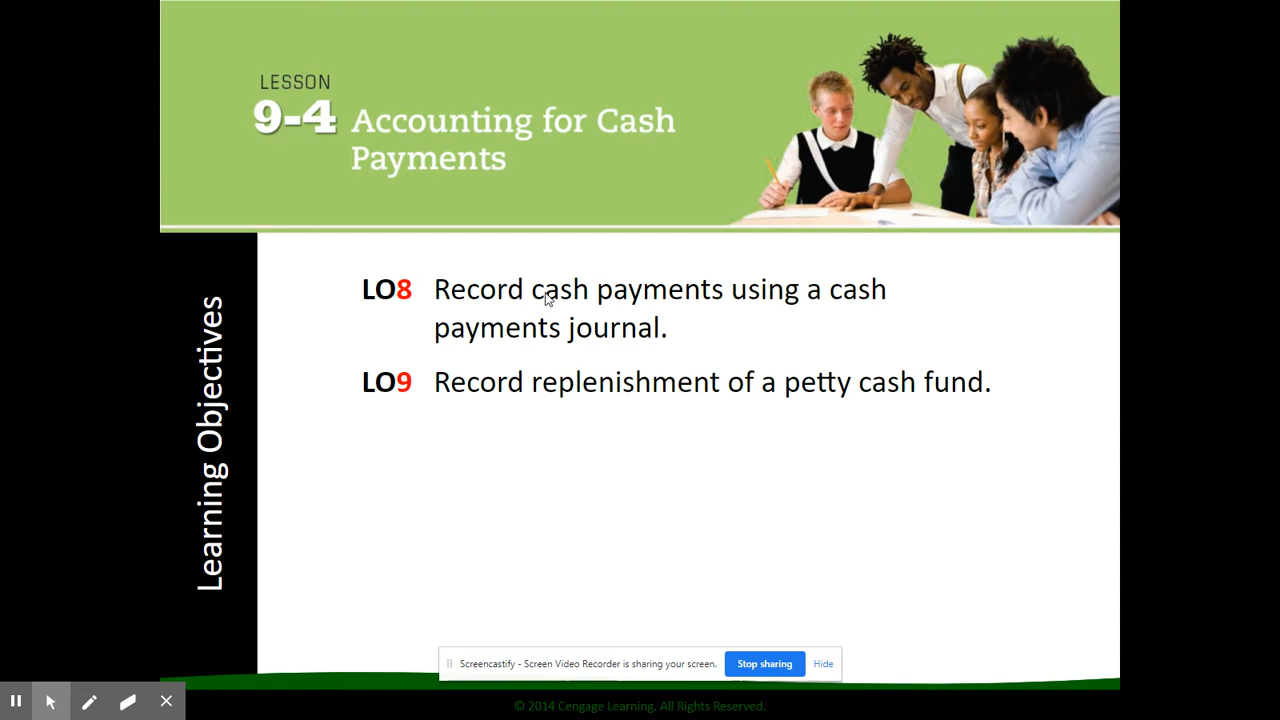 LESSON
9-4 Accounting for Cash
Payments
Learning Objectives
LO8 Record cash payments using a cash
payments journal.
LO9 Record replenishment of a petty cash fund.
Screencastify - Screen Video Recorder is sharing your screen. Stop sharing Hide
© 2014 Cengage Learning. All Rights Reserved.